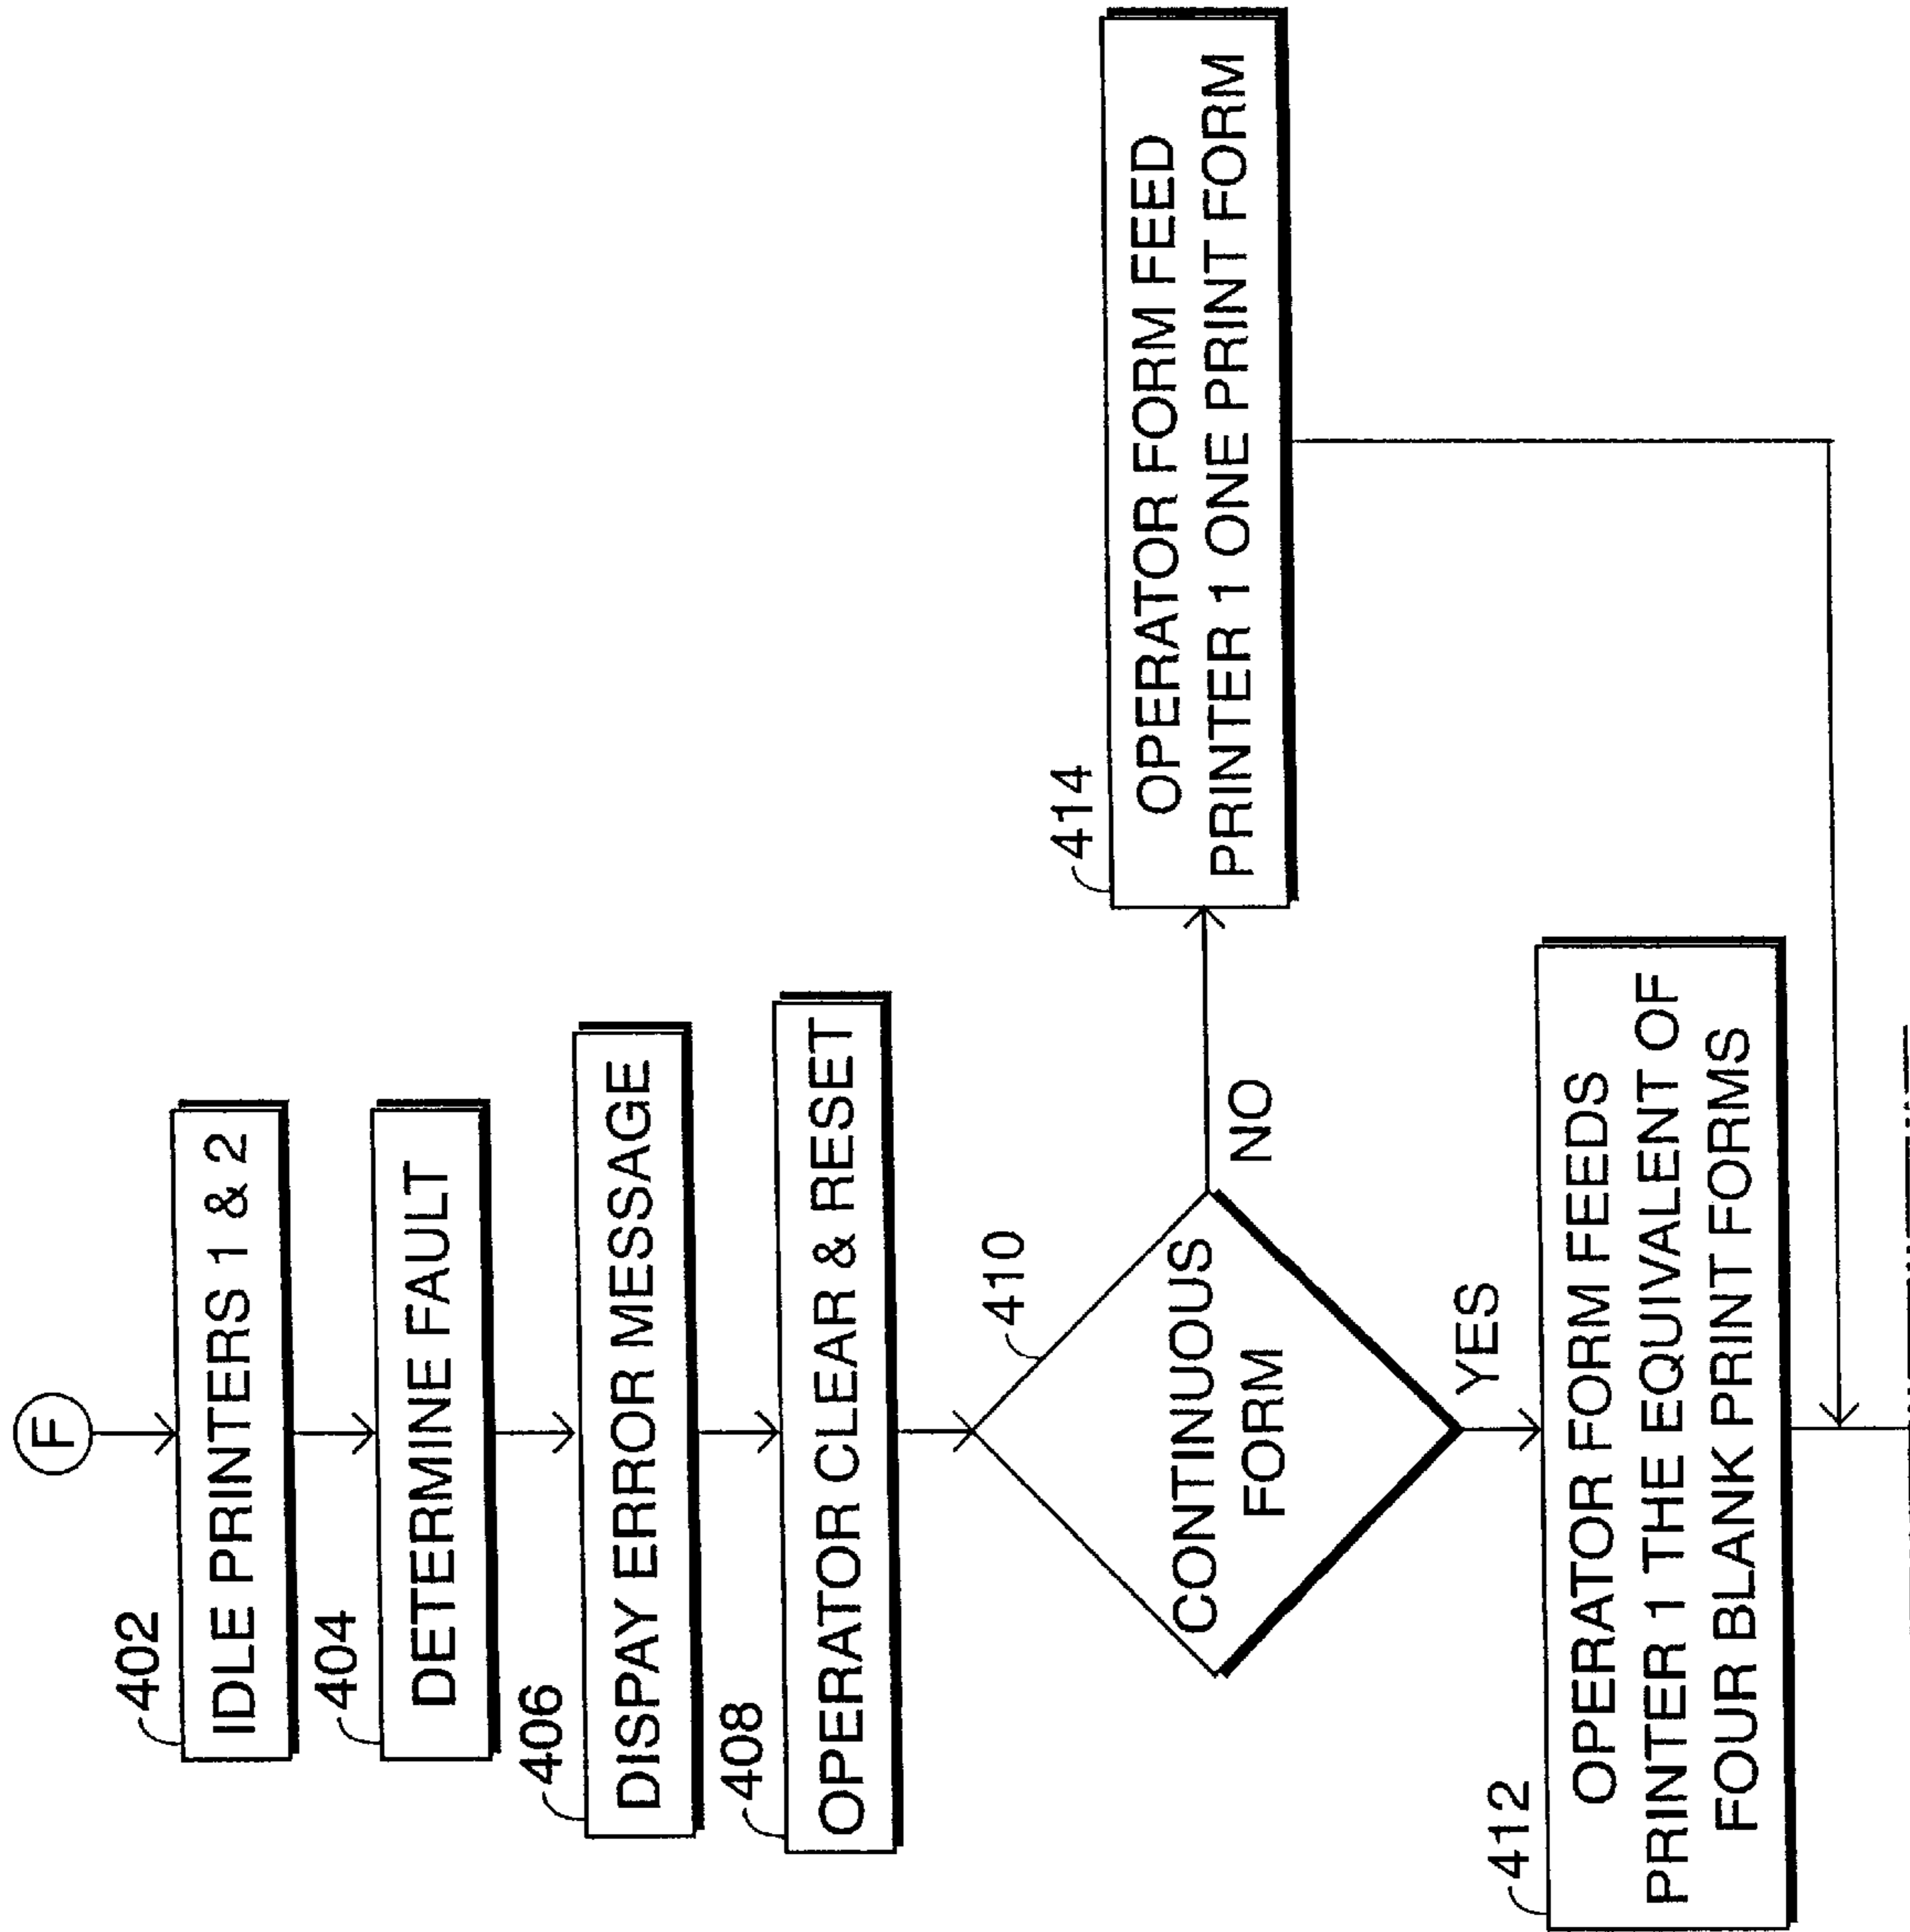 F
402
IDLE PRINTERS 1 & 2
404
DETERMINE FAULT
406
DISPAY ERROR MESSAGE
408
OPERATOR CLEAR & RESET
410
CONTINUOUS
FORM
NO
YES
414
OPERATOR FORM FEED
PRINTER 1 ONE PRINT FORM
412
OPERATOR FORM FEEDS
PRINTER 1 THE EQUIVALENT OF
FOUR BLANK PRINT FORMS